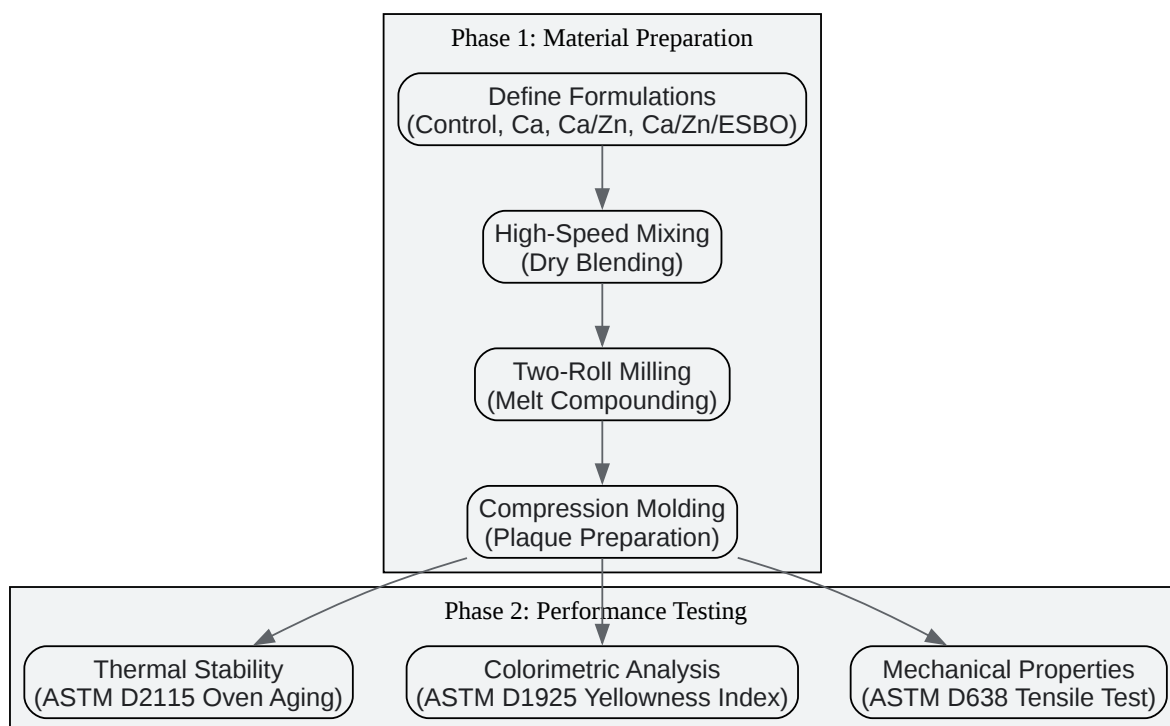 Phase 1: Material Preparation
Define Formulations
(Control, Ca, Ca/Zn, Ca/Zn/ESBO)
High-Speed Mixing
(Dry Blending)
Two-Roll Milling
(Melt Compounding)
Compression Molding
(Plaque Preparation)
Phase 2: Performance Testing
Thermal Stability
(ASTM D2115 Oven Aging)
Colorimetric Analysis
(ASTM D1925 Yellowness Index)
Mechanical Properties
(ASTM D638 Tensile Test)